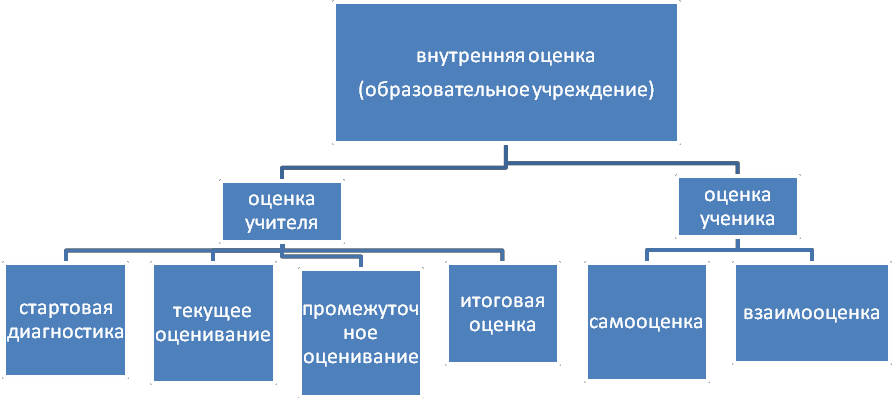 внутренняя оценка
(образовательное учреждение)
оценка
учителя
оценка
ученика
стартовая
диагностика
текущее
оценивание
промежуточ
ное
оценивание
итоговая
оценка
самооценка
взаимооценка